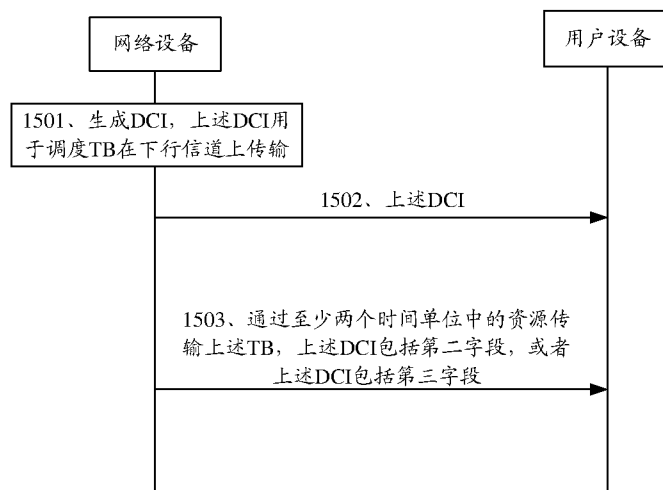 网络设备
用户设备
1501、生成DCI，上述DCI用
于调度TB在下行信道上传输
1502、上述DCI
1503、通过至少两个时间单位中的资源传
输上述TB，上述DCI包括第二字段，或者
上述DCI包括第三字段